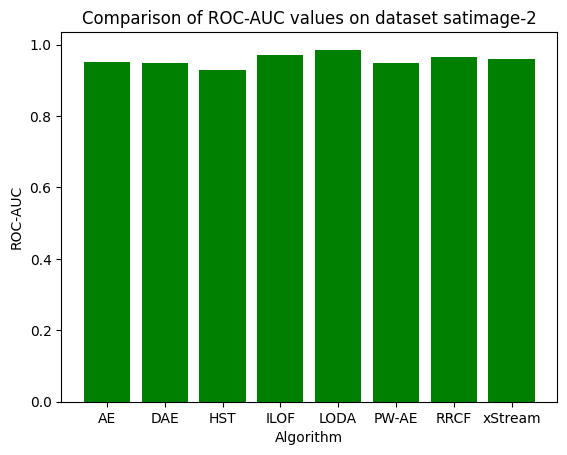 Comparison of ROC-AUC values on dataset satimage-2
1.0
0.8
0.6
0.4
0.2
0.0
ROC-AUC
AE DAE HST ILOF LODA PW-AE RRCF xStream
Algorithm